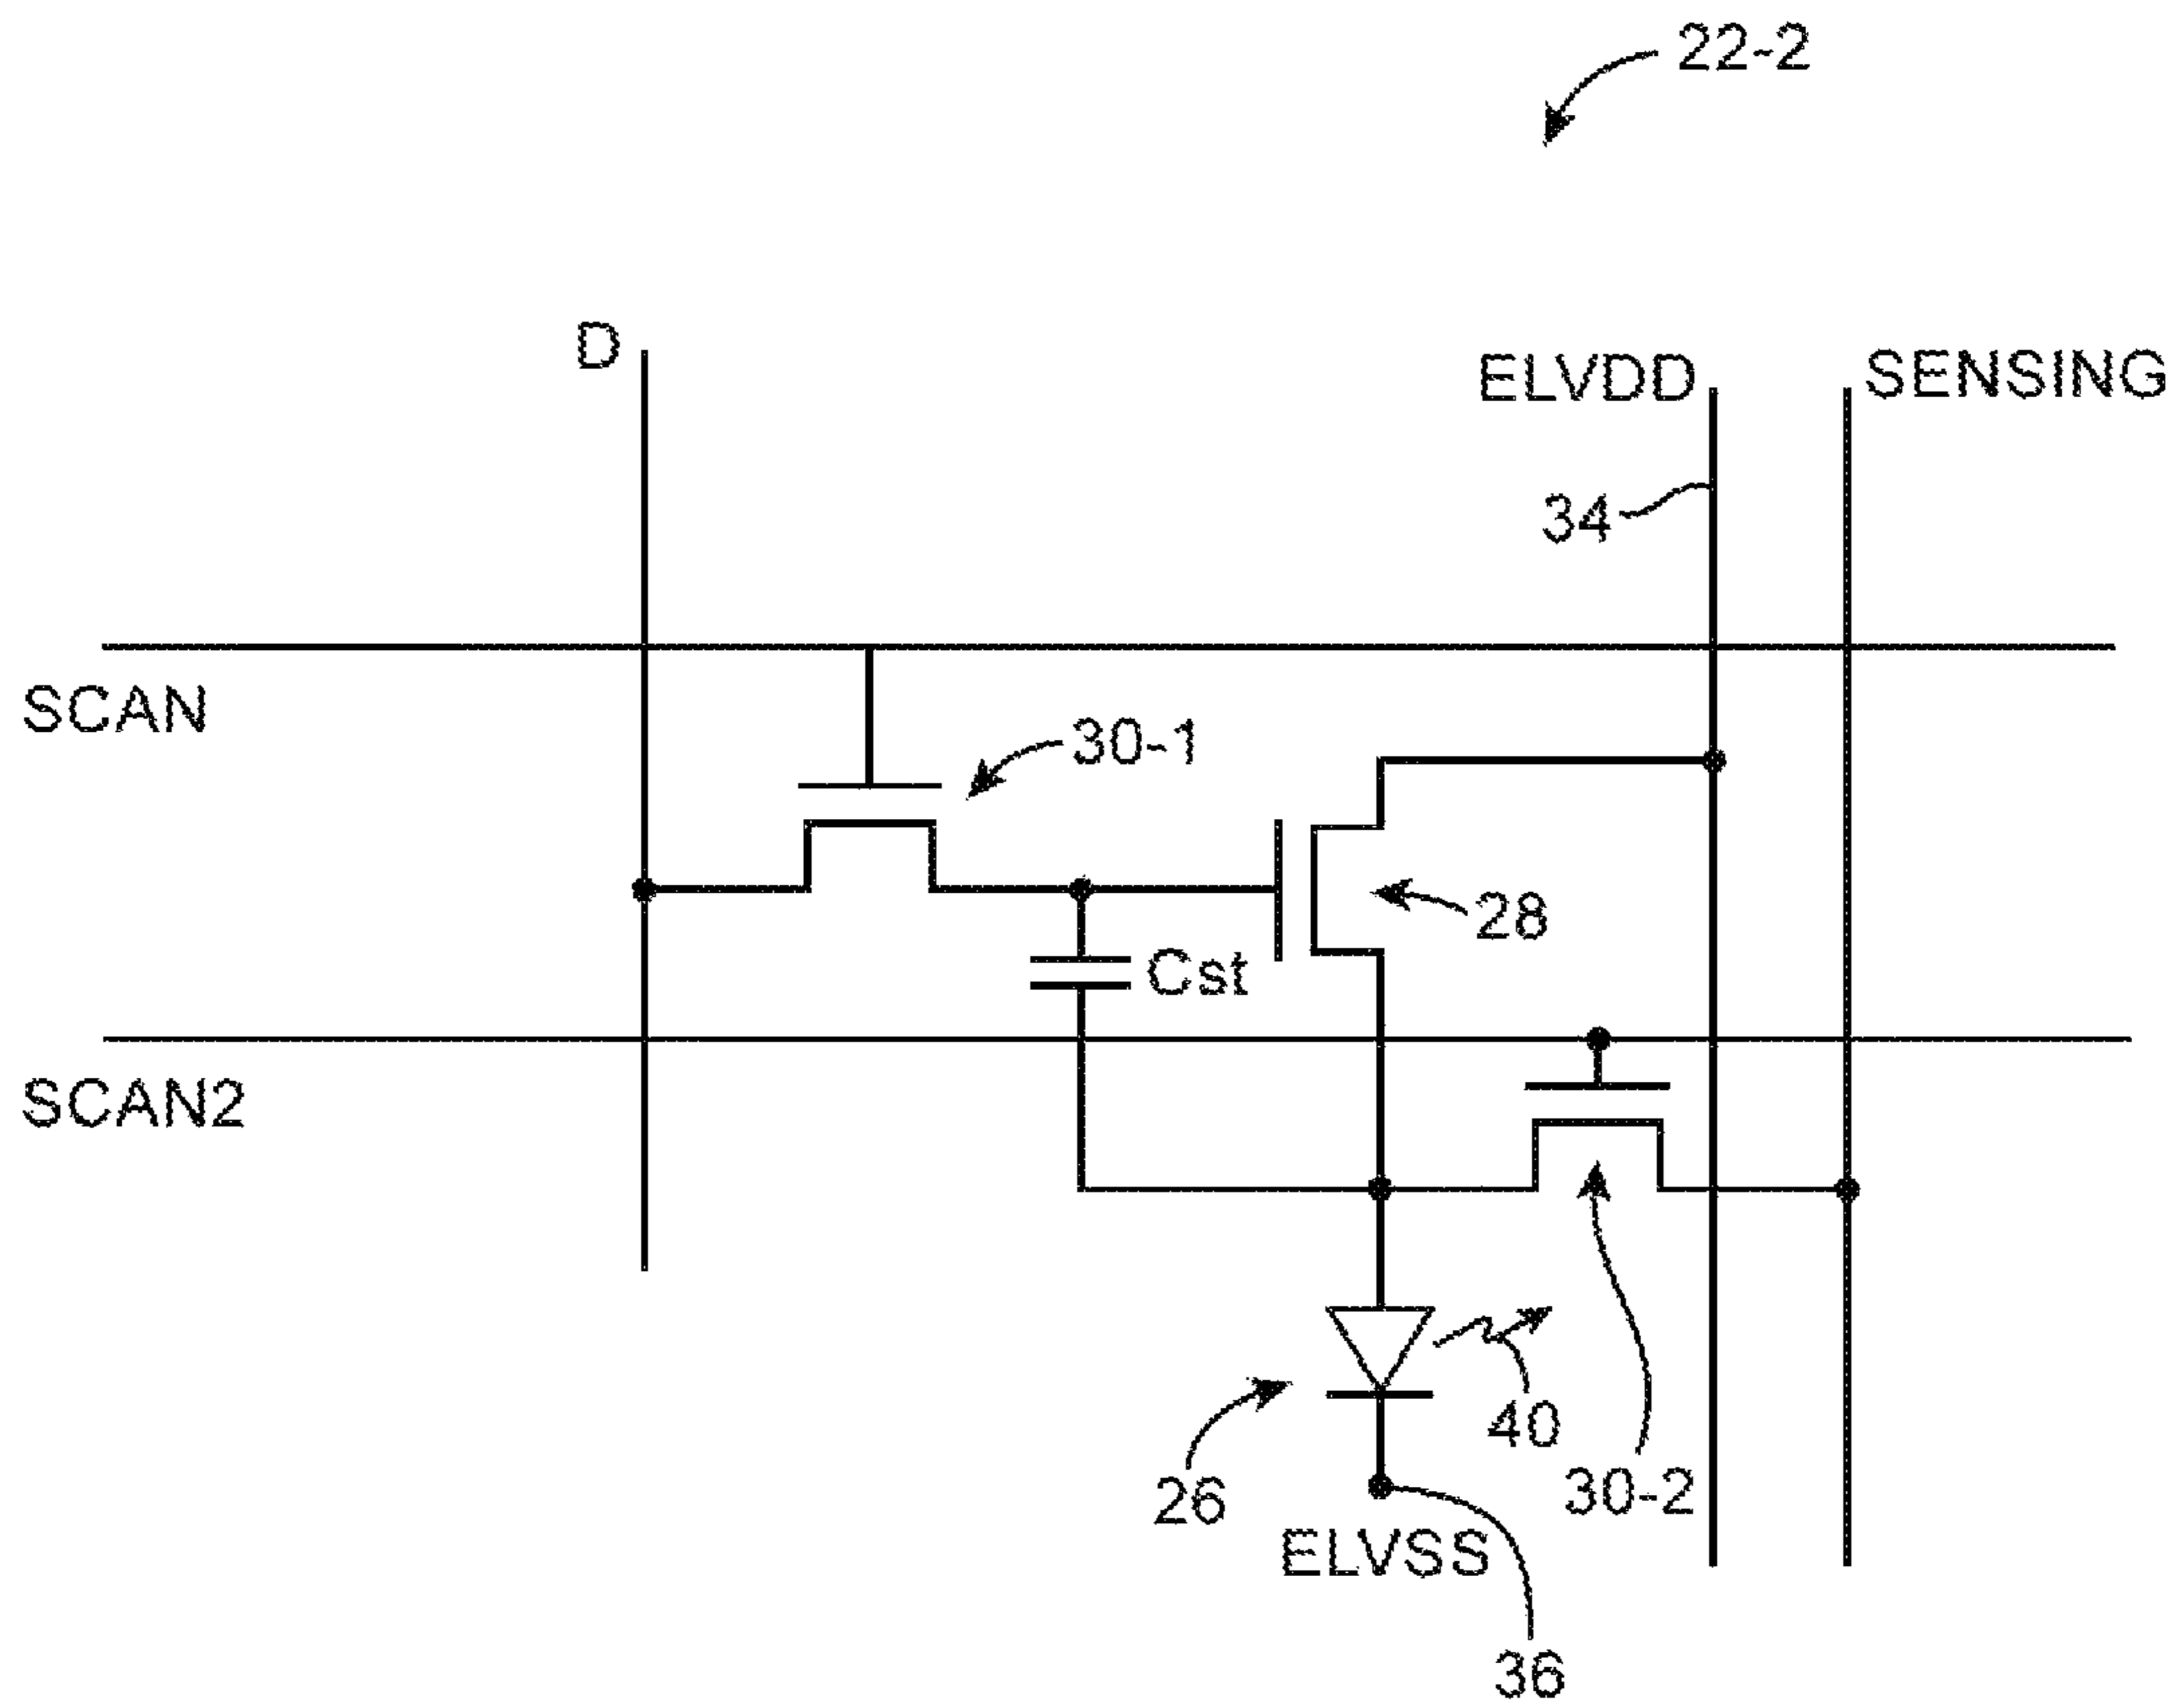 22-2
D
ELVDD
SENSING
34
SCAN
30-1
28
Cst
SCAN2
40
26
30-2
ELVSS
36